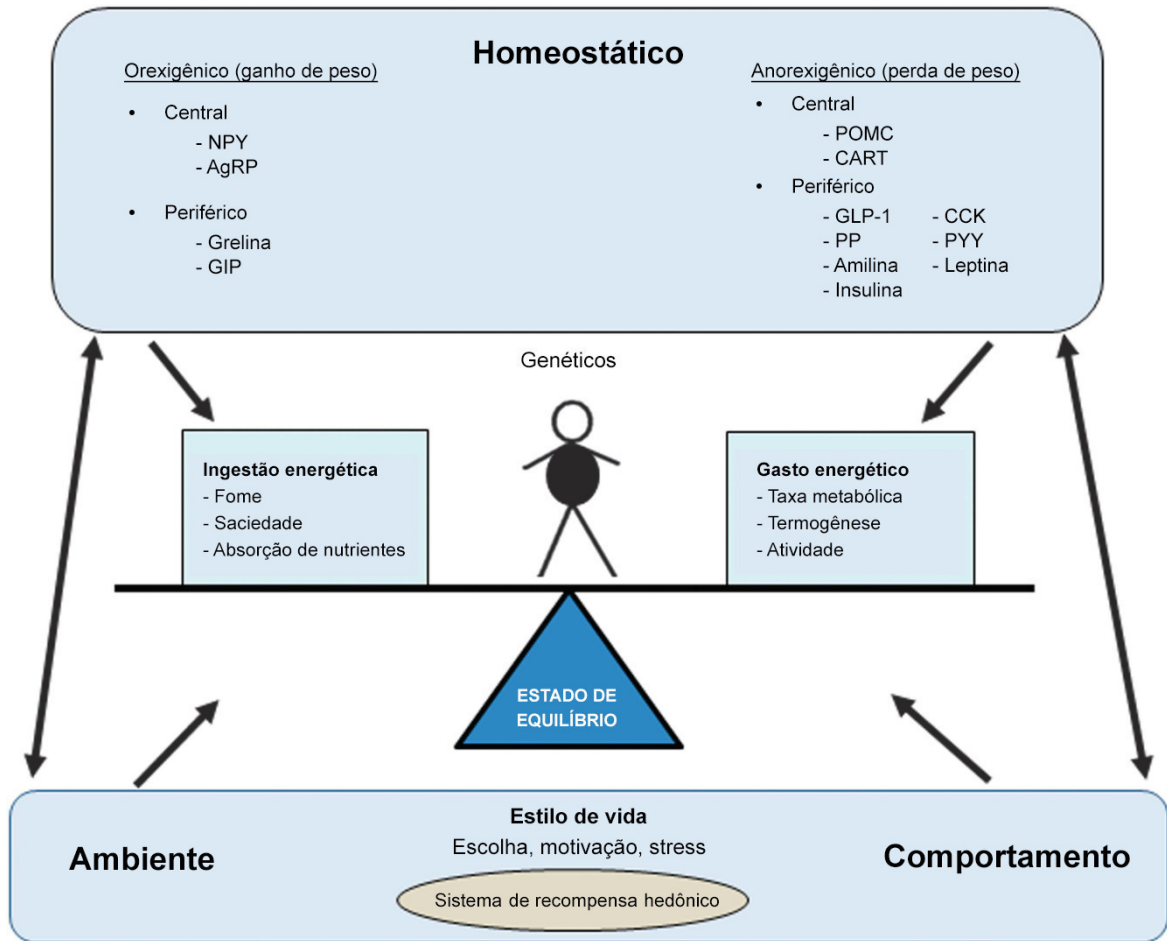 Homeostático
Orexigênico (ganho de peso)
• Central
- NPY
- AgRP
• Periférico
- Grelina
- GIP
Anorexigênico (perda de peso)
• Central
- POMC
- CART
• Periférico
- GLP-1 - CCK
- PP - PYY
- Amilina - Leptina
- Insulina
Genéticos
Ingestão energética
- Fome
- Saciedade
- Absorção de nutrientes
Gasto energético
- Taxa metabólica
- Termogênese
- Atividade
ESTADO DE
EQUILÍBRIO
Ambiente
Estilo de vida
Escolha, motivação, stress
Sistema de recompensa hedônico
Comportamento